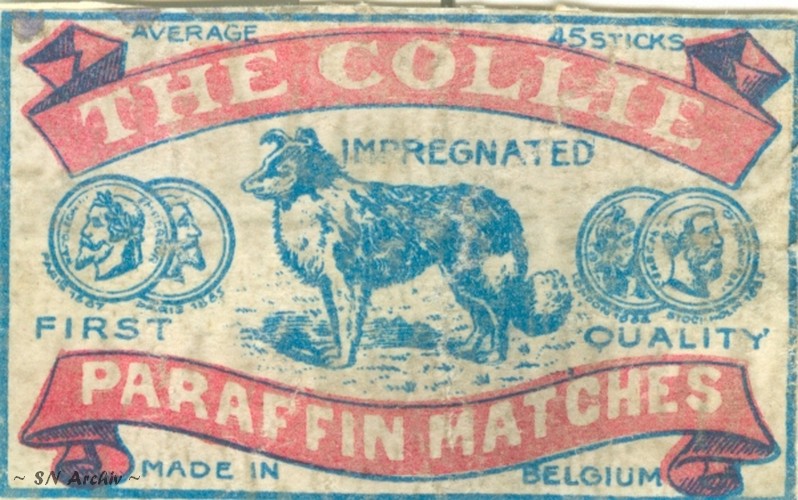 AVERAGE 45 STICKS
THE COLLIE
IMPREGNATED
FIRST QUALITY
PARAFFIN MATCHES
MADE IN BELGIUM
~ SN Archiv ~